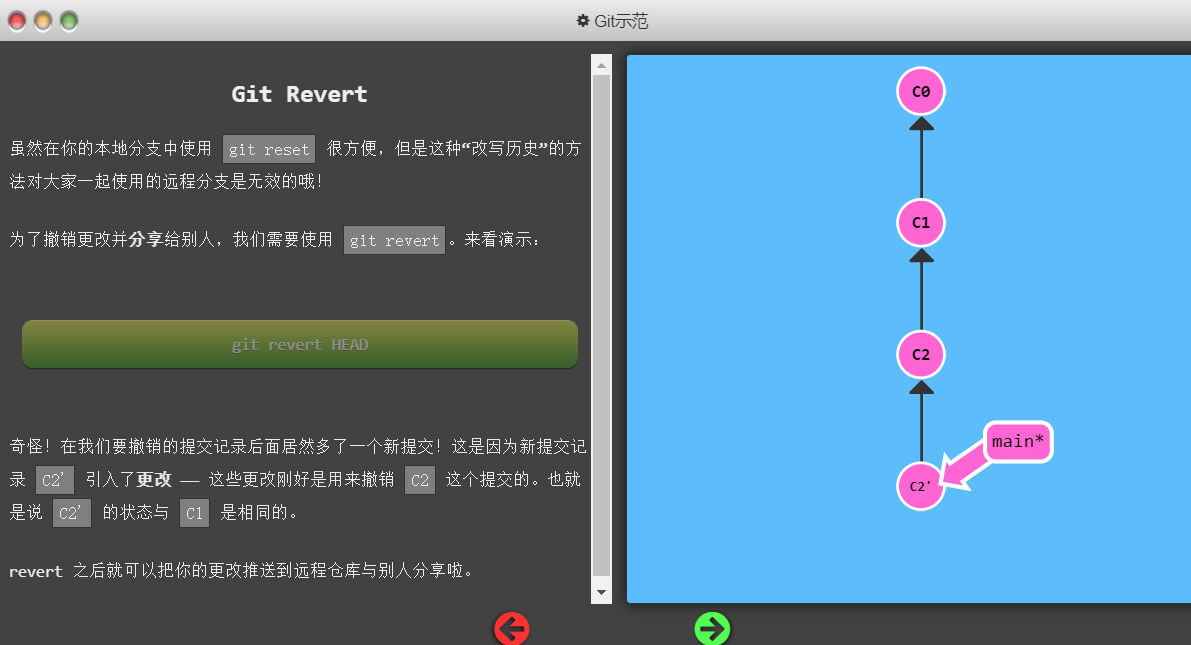 Git示范
Git Revert
虽然在你的本地分支中使用 git reset 很方便，但是这种“改写历史”的方
法对大家一起使用的远程分支是无效的哦！
为了撤销更改并分享给别人，我们需要使用 git revert。来看演示：
git revert HEAD
奇怪！在我们要撤销的提交记录后面居然多了一个新提交！这是因为新提交记
录 C2' 引入了更改 —— 这些更改刚好是用来撤销 C2 这个提交的。也就
是说 C2' 的状态与 C1 是相同的。
revert 之后就可以把你的更改推送到远程仓库与别人分享啦。
C0
C1
C2
main*
C2'